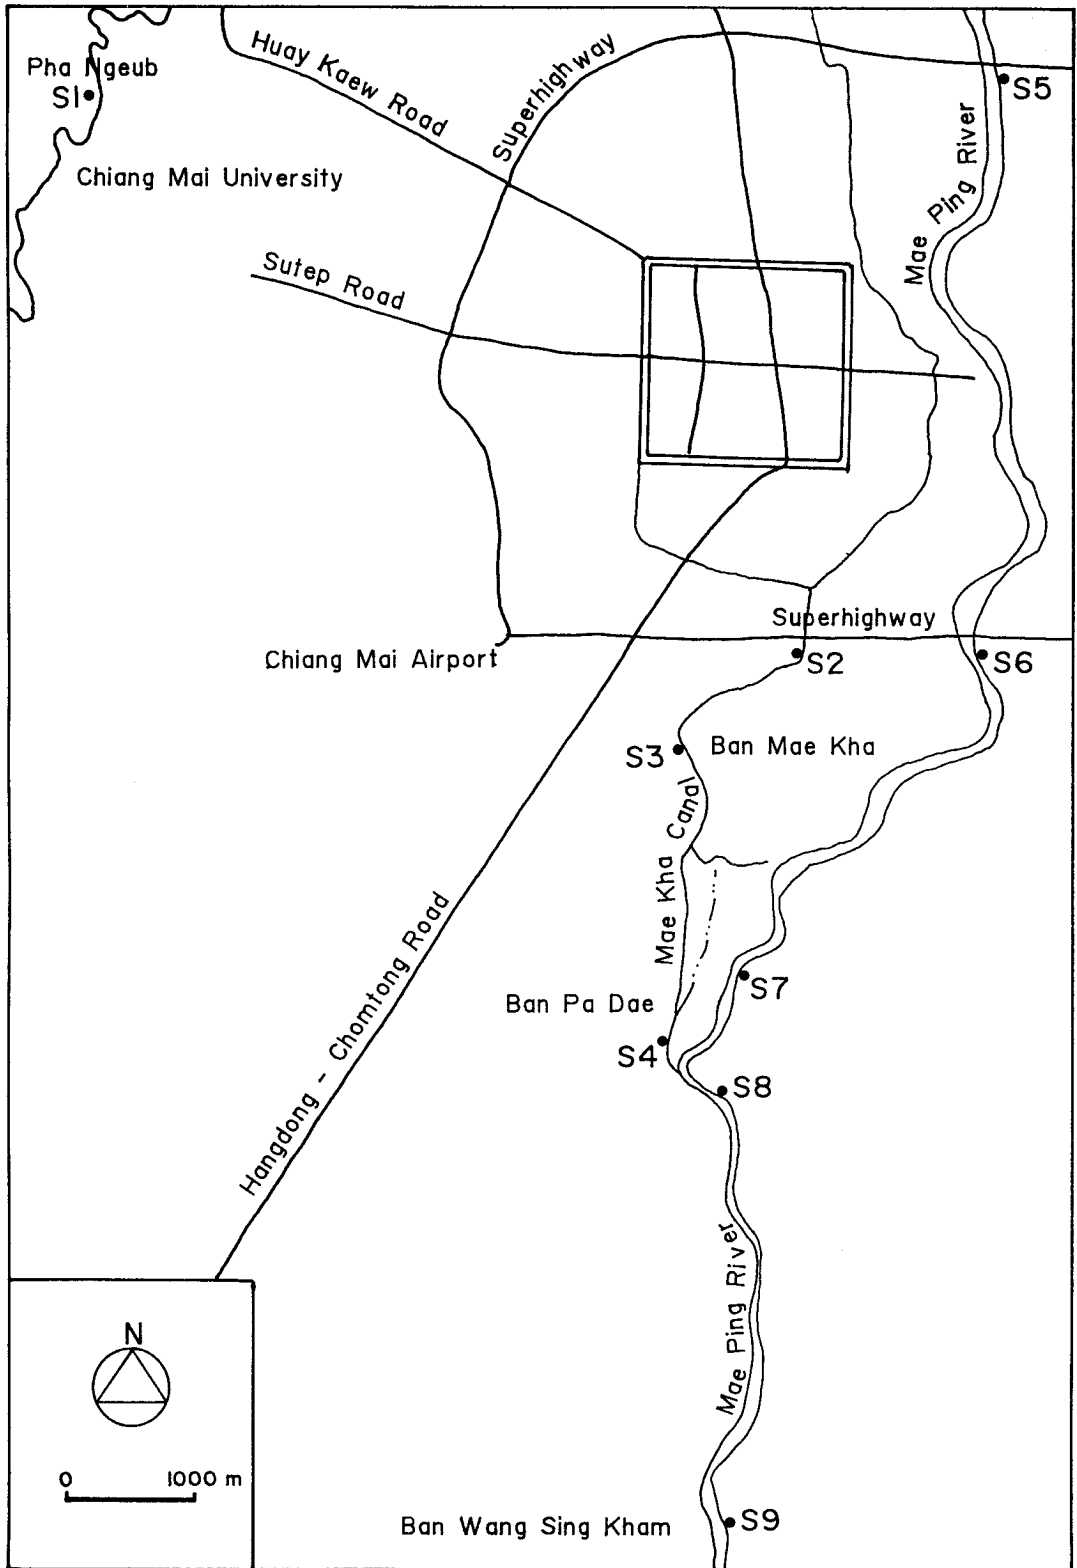 Huay Kaew Road
Superhighway
Pha Ngeub
S1
S5
Chiang Mai University
Mae Ping River
Sutep Road
Superhighway
Chiang Mai Airport
S2
S6
S3
Ban Mae Kha
Mae Kha Canal
Hangdong - Chomtong Road
S7
Ban Pa Dae
S4
S8
Mae Ping River
N
0 1000 m
Ban Wang Sing Kham
S9